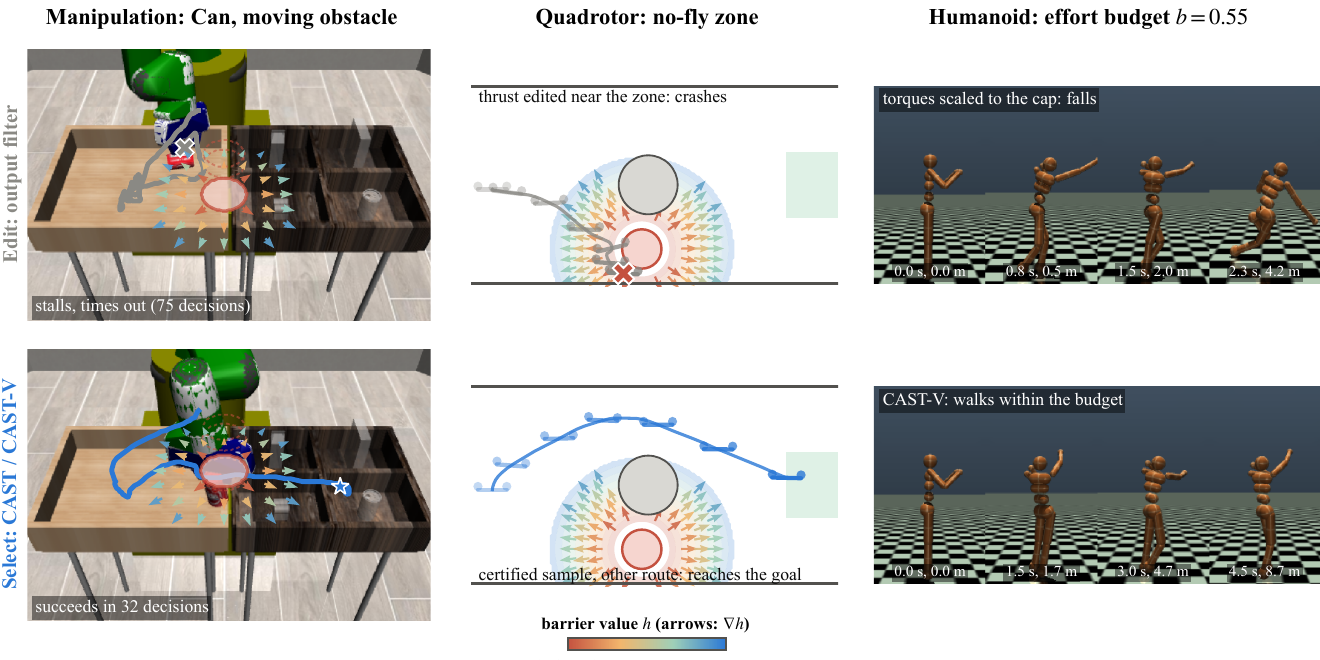 Manipulation: Can, moving obstacle
Quadrotor: no-fly zone
Humanoid: effort budget b = 0.55
Edit: output filter
stalls, times out (75 decisions)
thrust edited near the zone: crashes
torques scaled to the cap: falls
0.0 s, 0.0 m
0.8 s, 0.5 m
1.5 s, 2.0 m
2.3 s, 4.2 m
Select: CAST / CAST-V
succeeds in 32 decisions
certified sample, other route: reaches the goal
CAST-V: walks within the budget
0.0 s, 0.0 m
1.5 s, 1.7 m
3.0 s, 4.7 m
4.5 s, 8.7 m
barrier value h (arrows: ∇h)